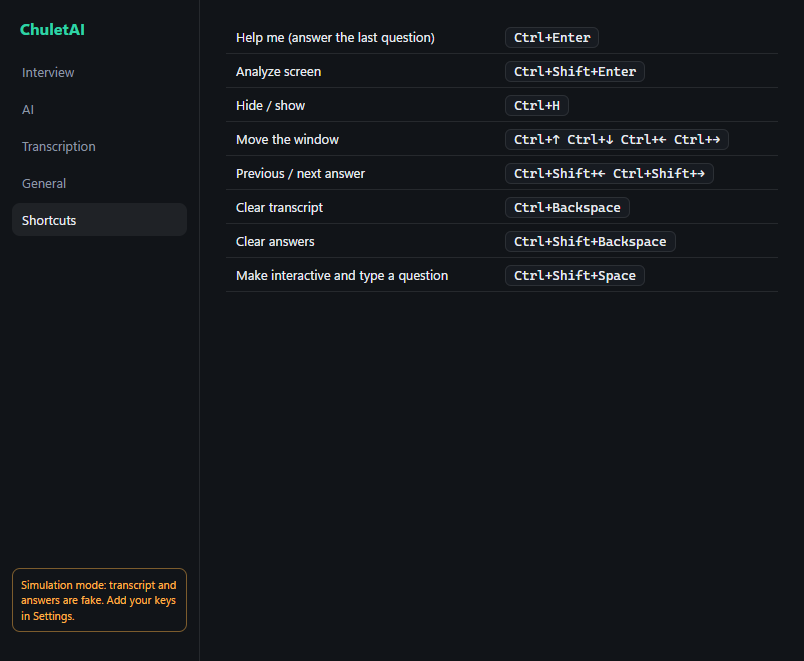 ChuletAI
Interview
AI
Transcription
General
Shortcuts
Simulation mode: transcript and
answers are fake. Add your keys
in Settings.
Help me (answer the last question) Ctrl+Enter
Analyze screen Ctrl+Shift+Enter
Hide / show Ctrl+H
Move the window Ctrl+↑ Ctrl+↓ Ctrl+← Ctrl+→
Previous / next answer Ctrl+Shift+← Ctrl+Shift+→
Clear transcript Ctrl+Backspace
Clear answers Ctrl+Shift+Backspace
Make interactive and type a question Ctrl+Shift+Space